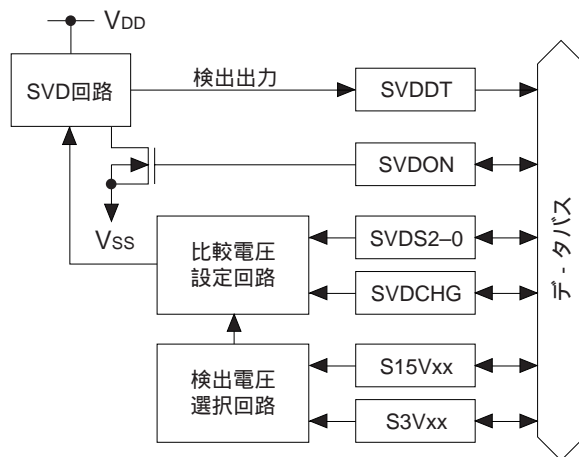 VDD
SVD回路
検出出力
SVDDT
SVDON
VSS
比較電圧
設定回路
SVDS2–0
SVDCHG
検出電圧
選択回路
S15Vxx
S3Vxx
デ-タバス